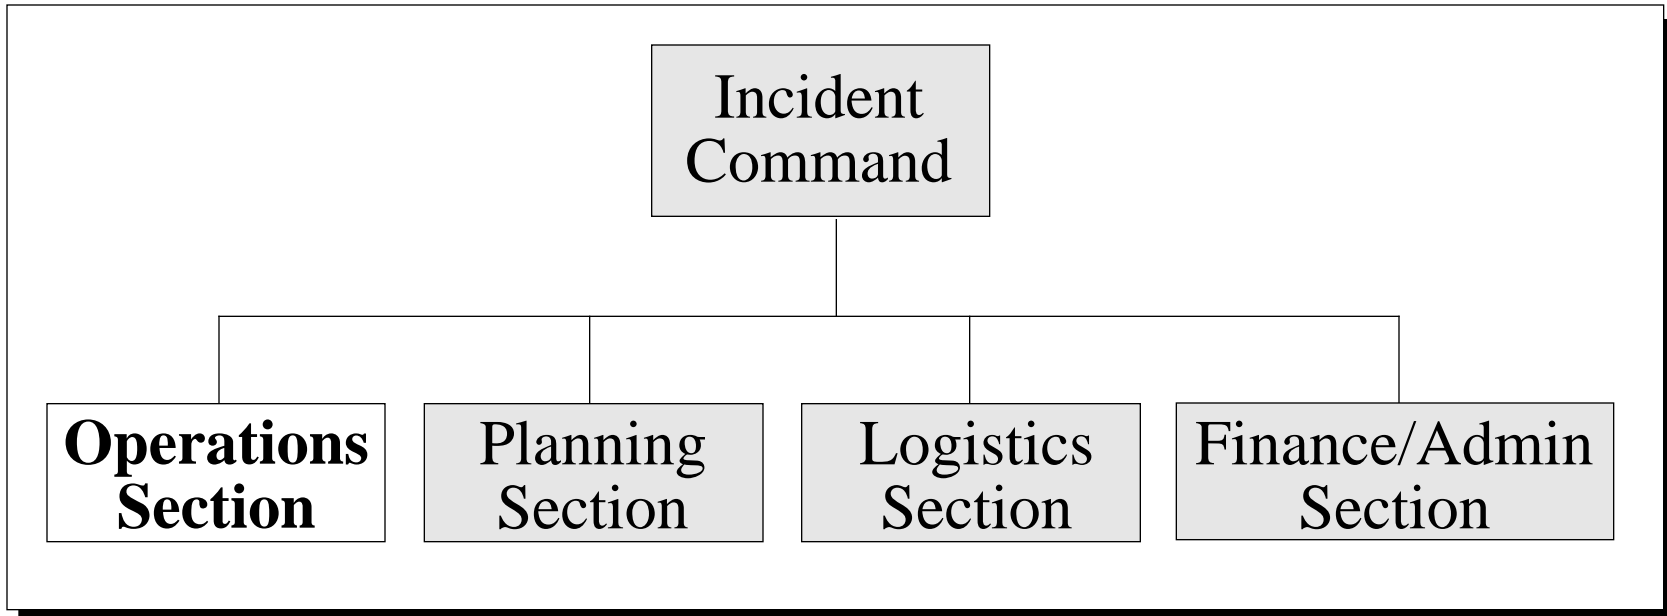 Incident
Command
Operations
Section
Planning
Section
Logistics
Section
Finance/Admin
Section